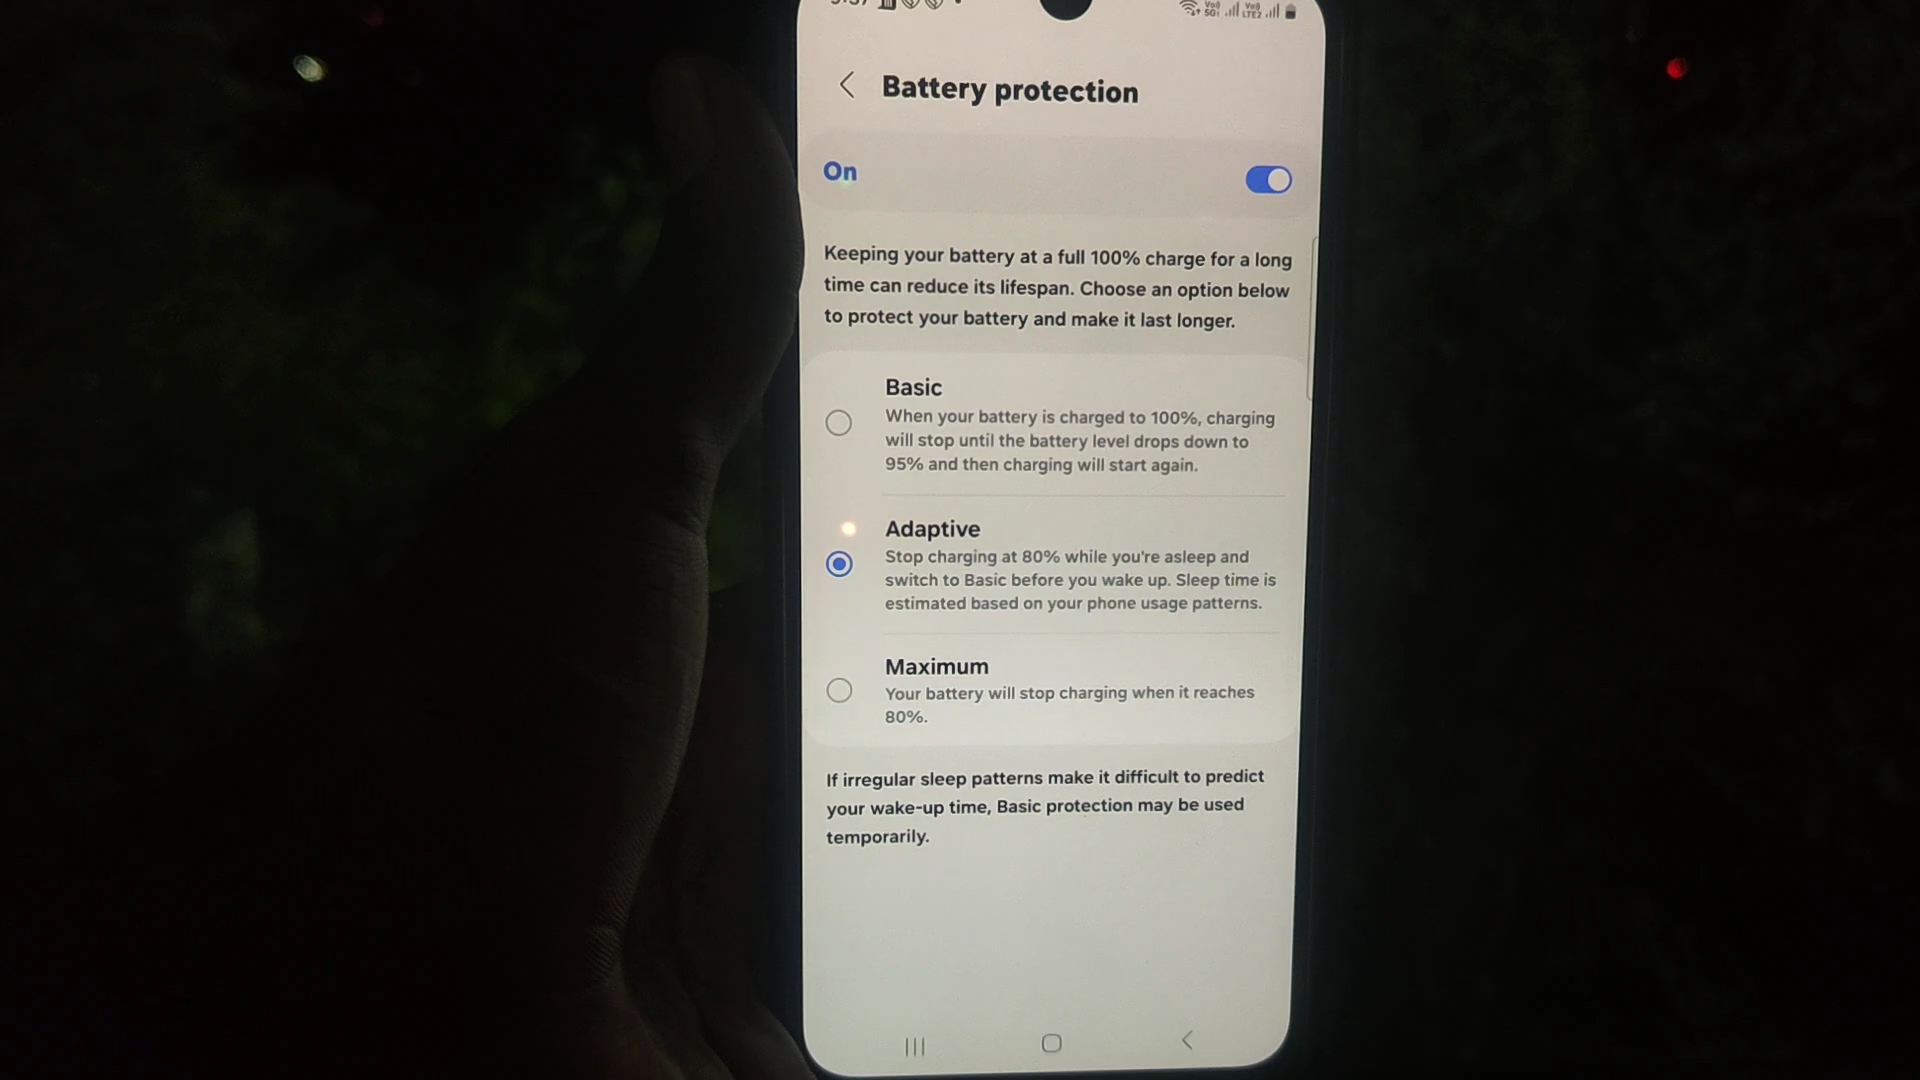 Battery protection
On
Keeping your battery at a full 100% charge for a long
time can reduce its lifespan. Choose an option below
to protect your battery and make it last longer.
Basic
When your battery is charged to 100%, charging
will stop until the battery level drops down to
95% and then charging will start again.
Adaptive
Stop charging at 80% while you're asleep and
switch to Basic before you wake up. Sleep time is
estimated based on your phone usage patterns.
Maximum
Your battery will stop charging when it reaches
80%.
If irregular sleep patterns make it difficult to predict
your wake-up time, Basic protection may be used
temporarily.